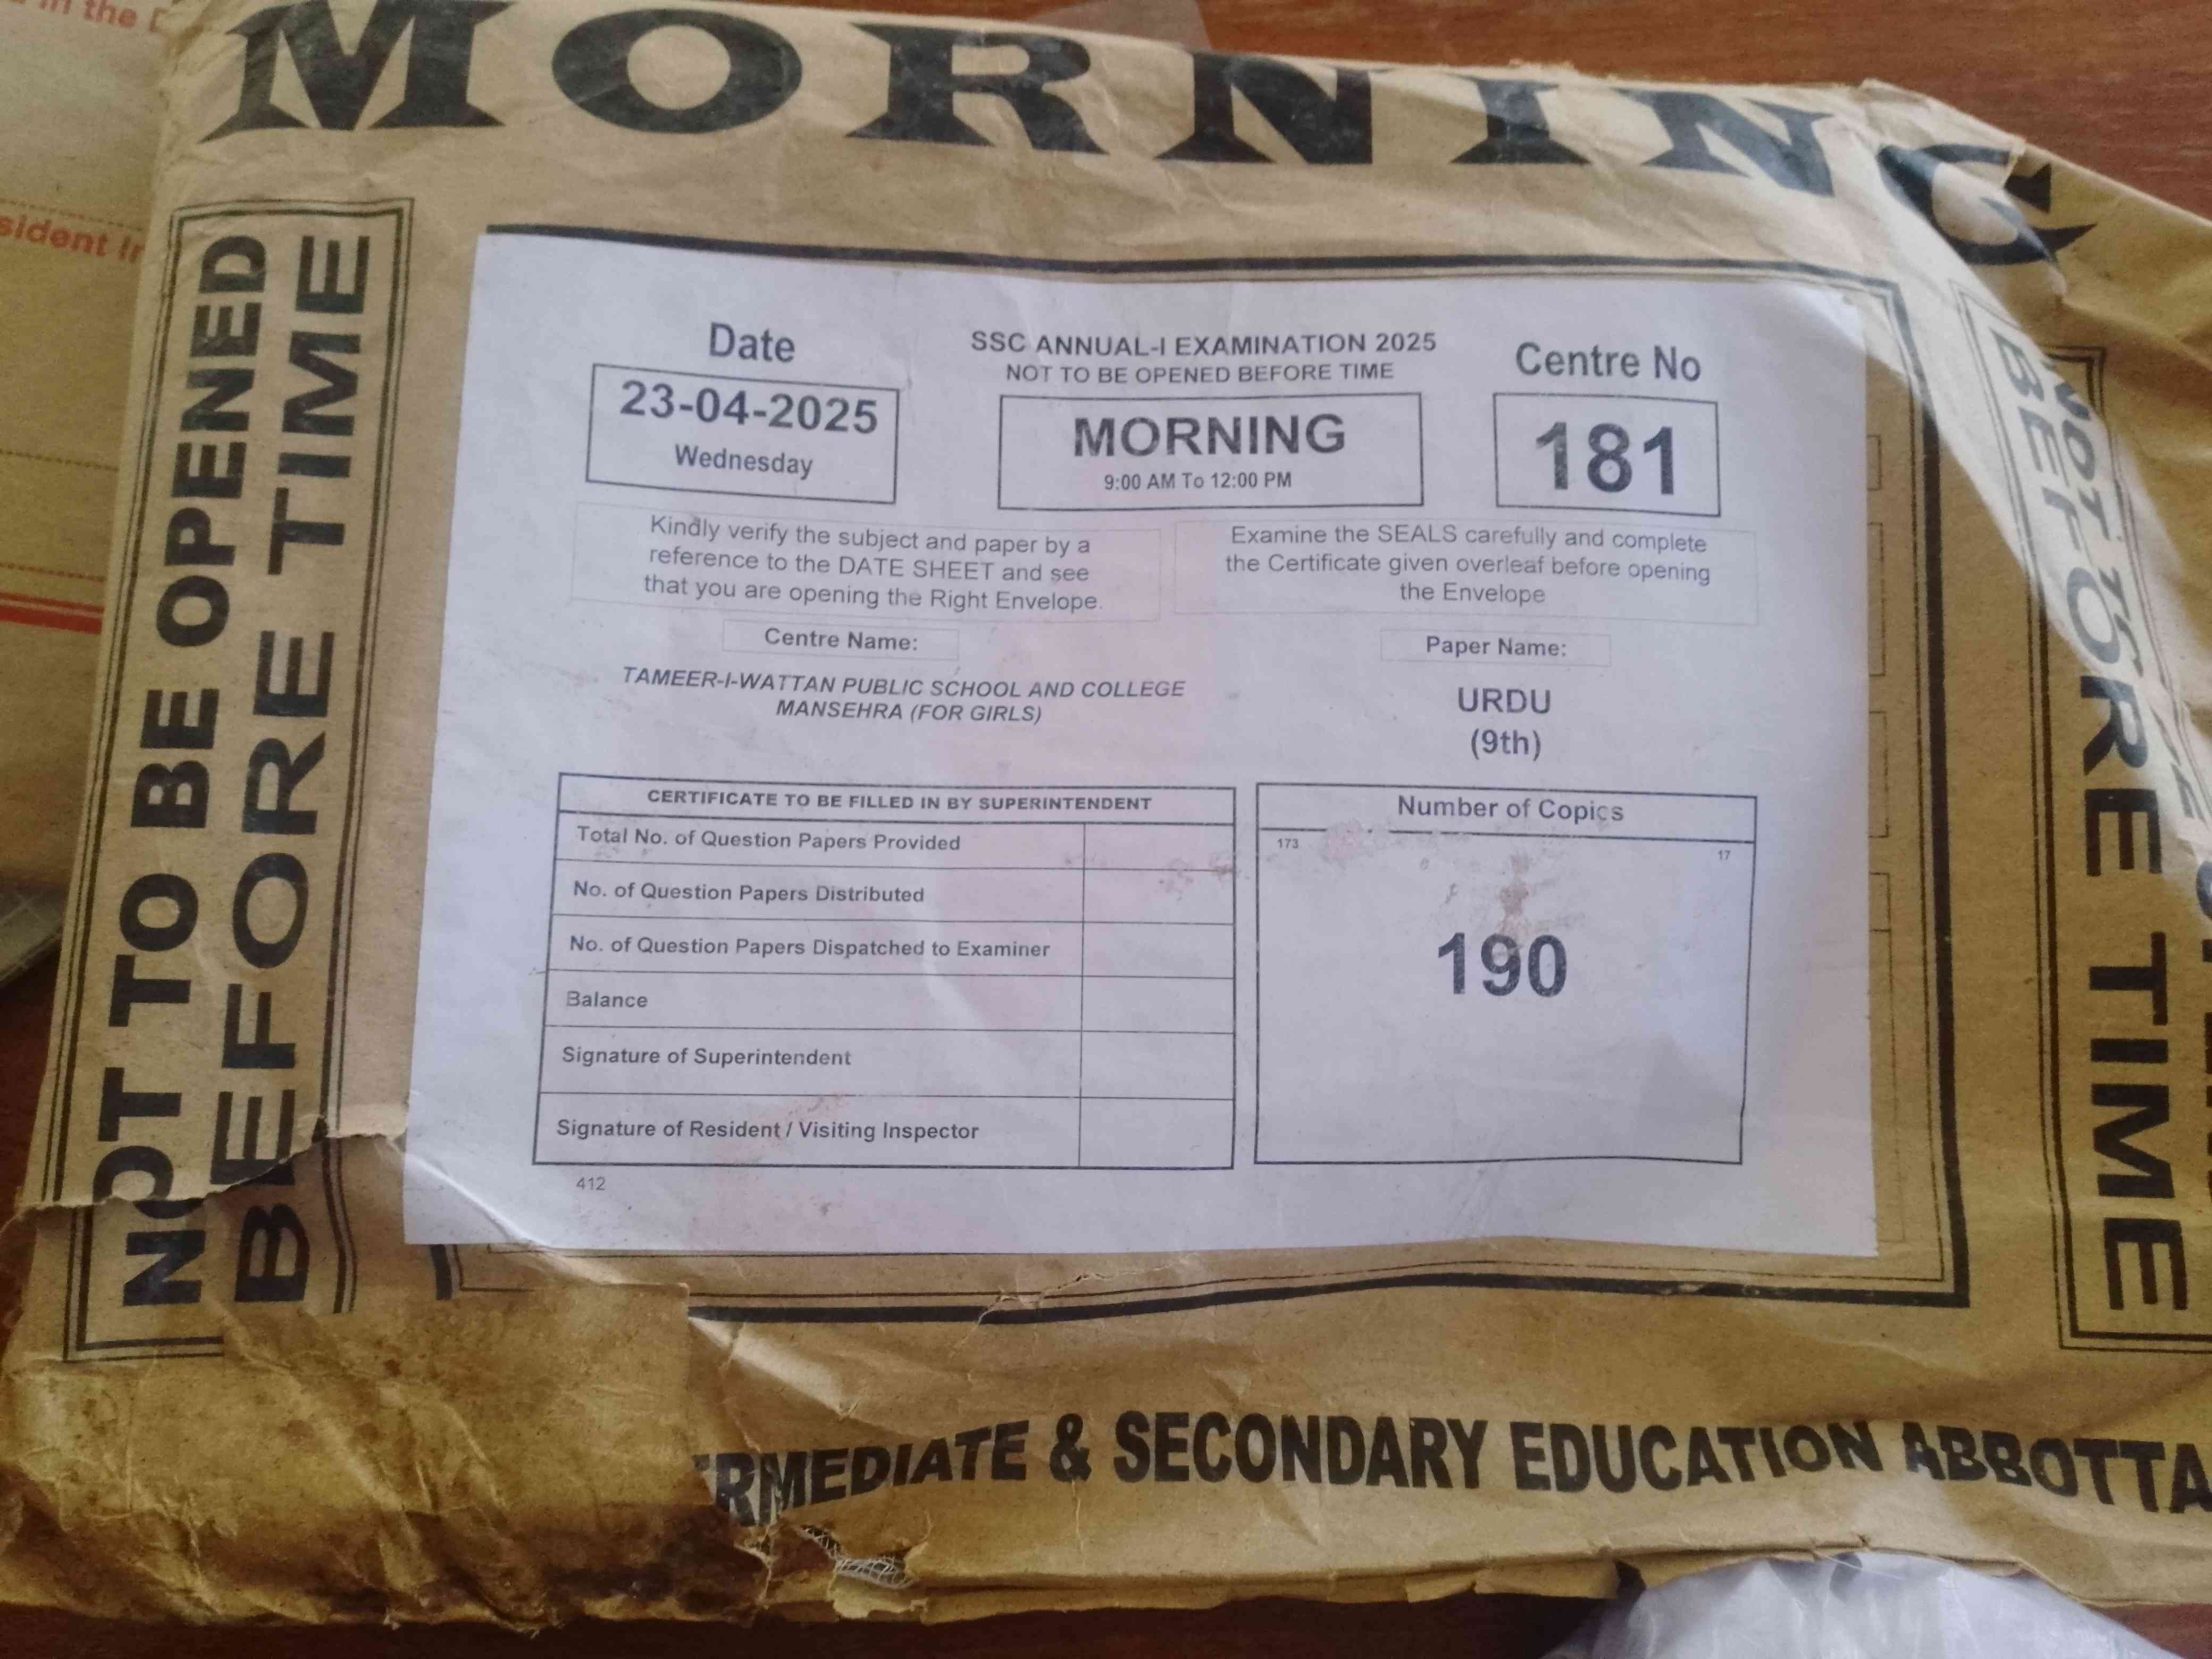 in the
sident Ir
MORNING
NOT TO BE OPENED
BEFORE TIME
Date
23-04-2025
Wednesday
SSC ANNUAL-I EXAMINATION 2025
NOT TO BE OPENED BEFORE TIME
MORNING
9:00 AM To 12:00 PM
Centre No
181
Kindly verify the subject and paper by a
reference to the DATE SHEET and see
that you are opening the Right Envelope.
Examine the SEALS carefully and complete
the Certificate given overleaf before opening
the Envelope
Centre Name:
TAMEER-I-WATTAN PUBLIC SCHOOL AND COLLEGE
MANSEHRA (FOR GIRLS)
Paper Name:
URDU
(9th)
CERTIFICATE TO BE FILLED IN BY SUPERINTENDENT
Total No. of Question Papers Provided
No. of Question Papers Distributed
No. of Question Papers Dispatched to Examiner
Balance
Signature of Superintendent
Signature of Resident / Visiting Inspector
412
Number of Copies
173
17
190
NOT TO
BEFORE TIME
RMEDIATE & SECONDARY EDUCATION ABBOTTA